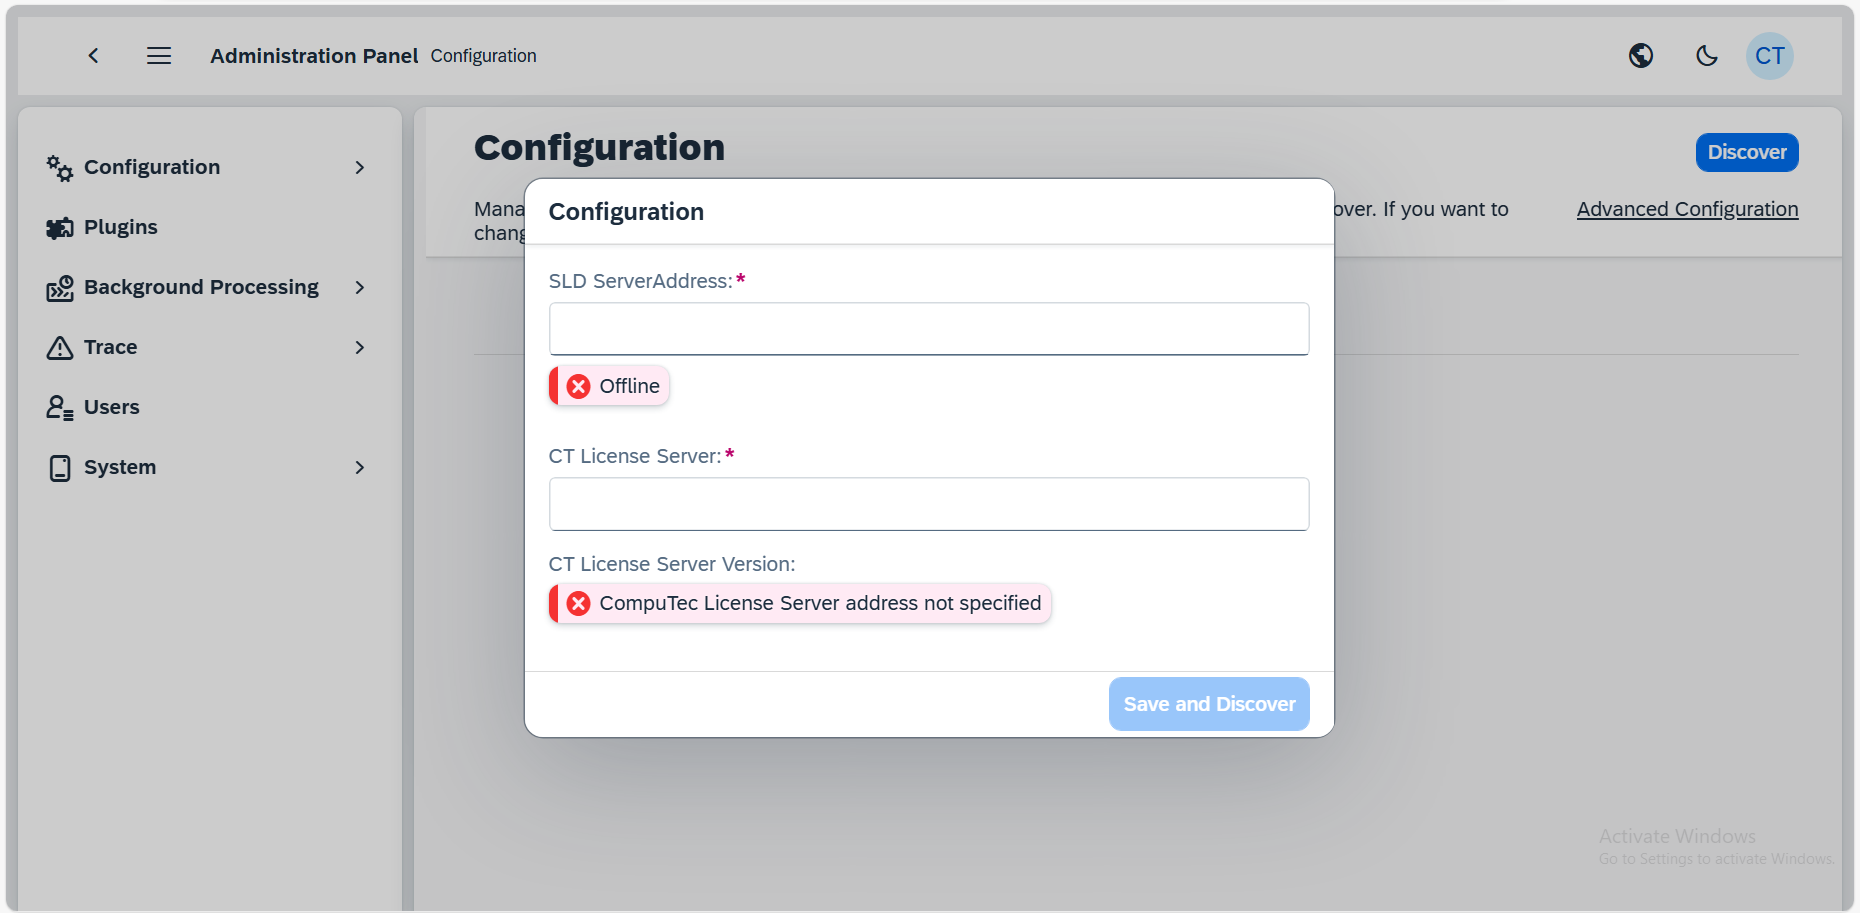 Administration Panel Configuration
CT
Configuration
Plugins
Background Processing
Trace
Users
System
Configuration
Discover
over. If you want to
Advanced Configuration
Configuration
SLD ServerAddress:*
Offline
CT License Server:*
CT License Server Version:
CompuTec License Server address not specified
Save and Discover
Activate Windows
Go to Settings to activate Windows.